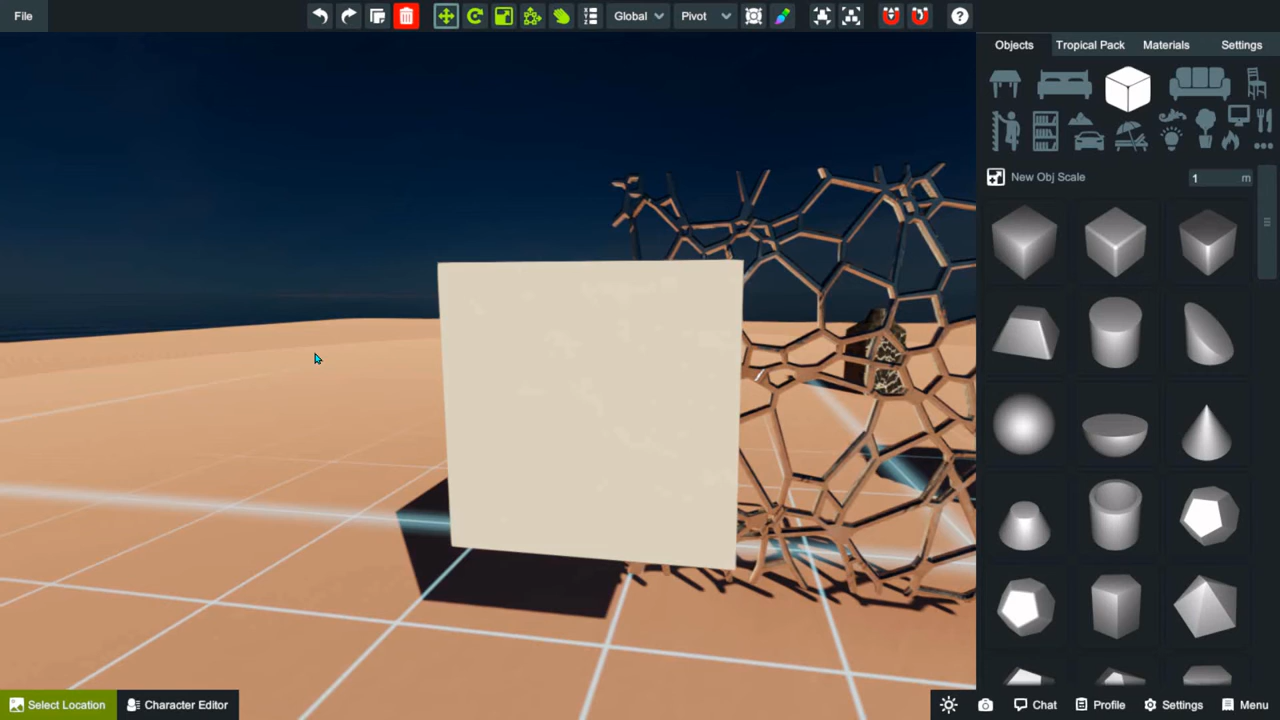 File
Global
Pivot
?
Objects
Tropical Pack
Materials
Settings
New Obj Scale
1 m
Select Location
Character Editor
Chat
Profile
Settings
Menu